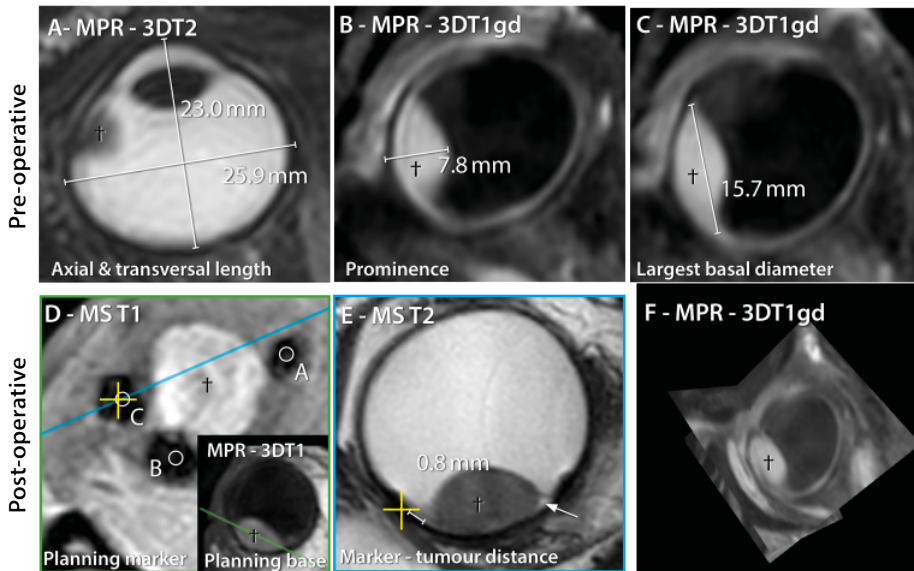 Pre-operative
A- MPR - 3DT2
†
23.0 mm
25.9 mm
Axial & transversal length
B - MPR - 3DT1gd
†
7.8 mm
Prominence
C - MPR - 3DT1gd
†
15.7 mm
Largest basal diameter
Post-operative
D - MS T1
A
†
C
B
Planning marker
MPR - 3DT1
†
Planning base
E - MS T2
0.8 mm
†
Marker - tumour distance
F - MPR - 3DT1gd
†